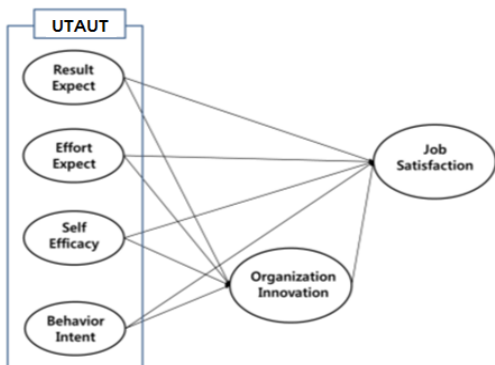 UTAUT
Result
Expect
Effort
Expect
Self
Efficacy
Behavior
Intent
Organization
Innovation
Job
Satisfaction